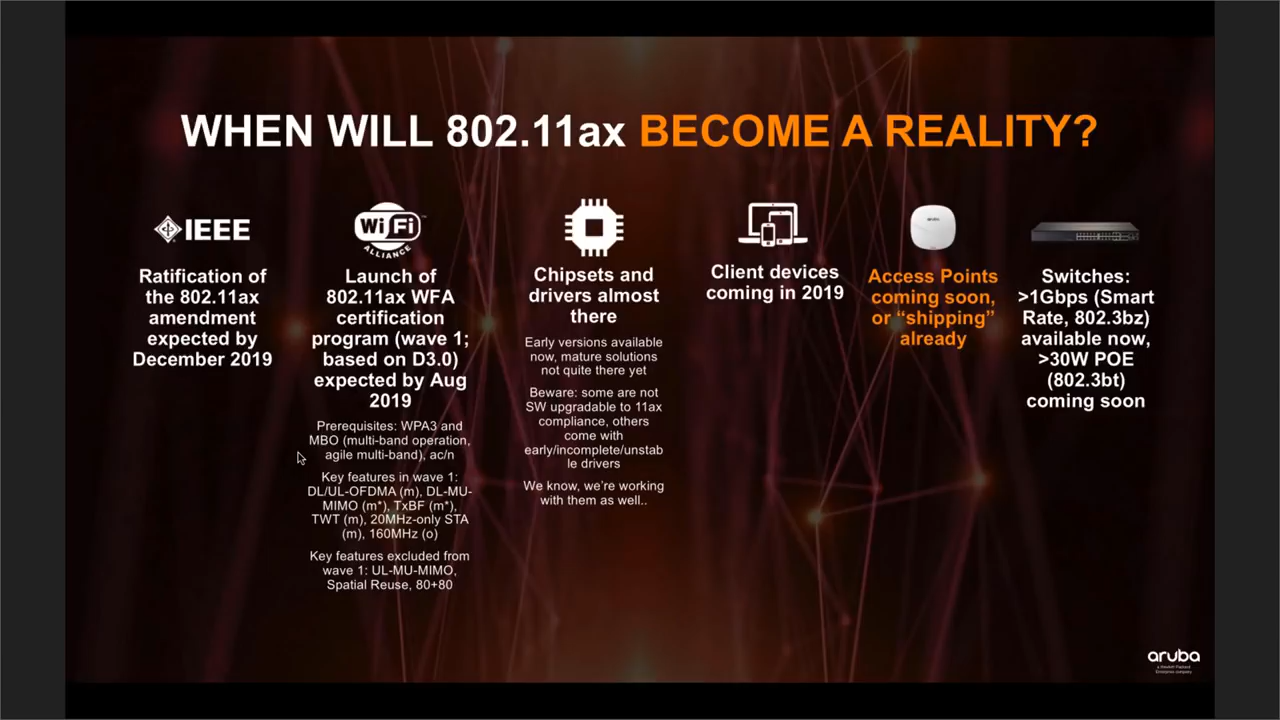 WHEN WILL 802.11ax BECOME A REALITY?
IEEE
Ratification of
the 802.11ax
amendment
expected by
December 2019
Wi Fi
ALLIANCE
Launch of
802.11ax WFA
certification
program (wave 1;
based on D3.0)
expected by Aug
2019
Prerequisites: WPA3 and
MBO (multi-band operation,
agile multi-band), ac/n
Key features in wave 1:
DL/UL-OFDMA (m), DL-MU-
MIMO (m*), TxBF (m*),
TWT (m), 20MHz-only STA
(m), 160MHz (o)
Key features excluded from
wave 1: UL-MU-MIMO,
Spatial Reuse, 80+80
Chipsets and
drivers almost
there
Early versions available
now, mature solutions
not quite there yet
Beware: some are not
SW upgradable to 11ax
compliance, others
come with
early/incomplete/unstab
le drivers
We know, we're working
with them as well..
Client devices
coming in 2019
Access Points
coming soon,
or “shipping”
already
Switches:
>1Gbps (Smart
Rate, 802.3bz)
available now,
>30W POE
(802.3bt)
coming soon
aruba
a Hewlett Packard
Enterprise company